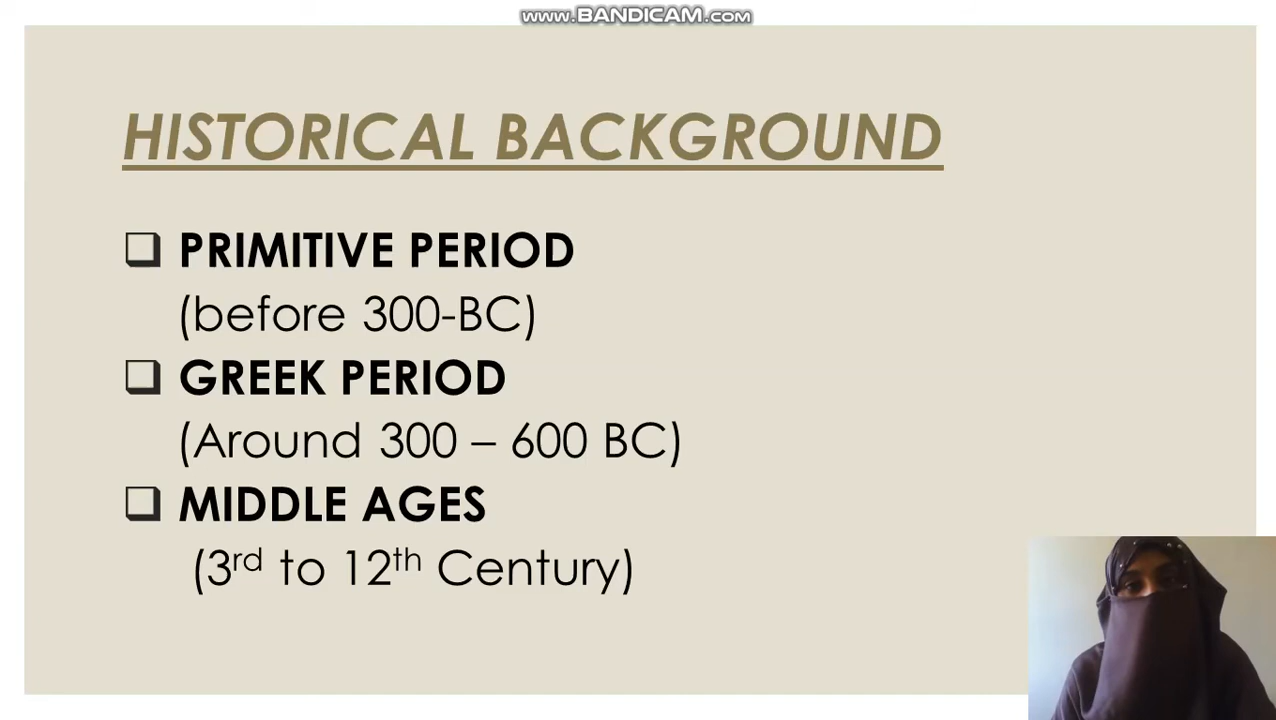 www.BANDICAM.com
HISTORICAL BACKGROUND
PRIMITIVE PERIOD
(before 300-BC)
GREEK PERIOD
(Around 300 – 600 BC)
MIDDLE AGES
(3rd to 12th Century)